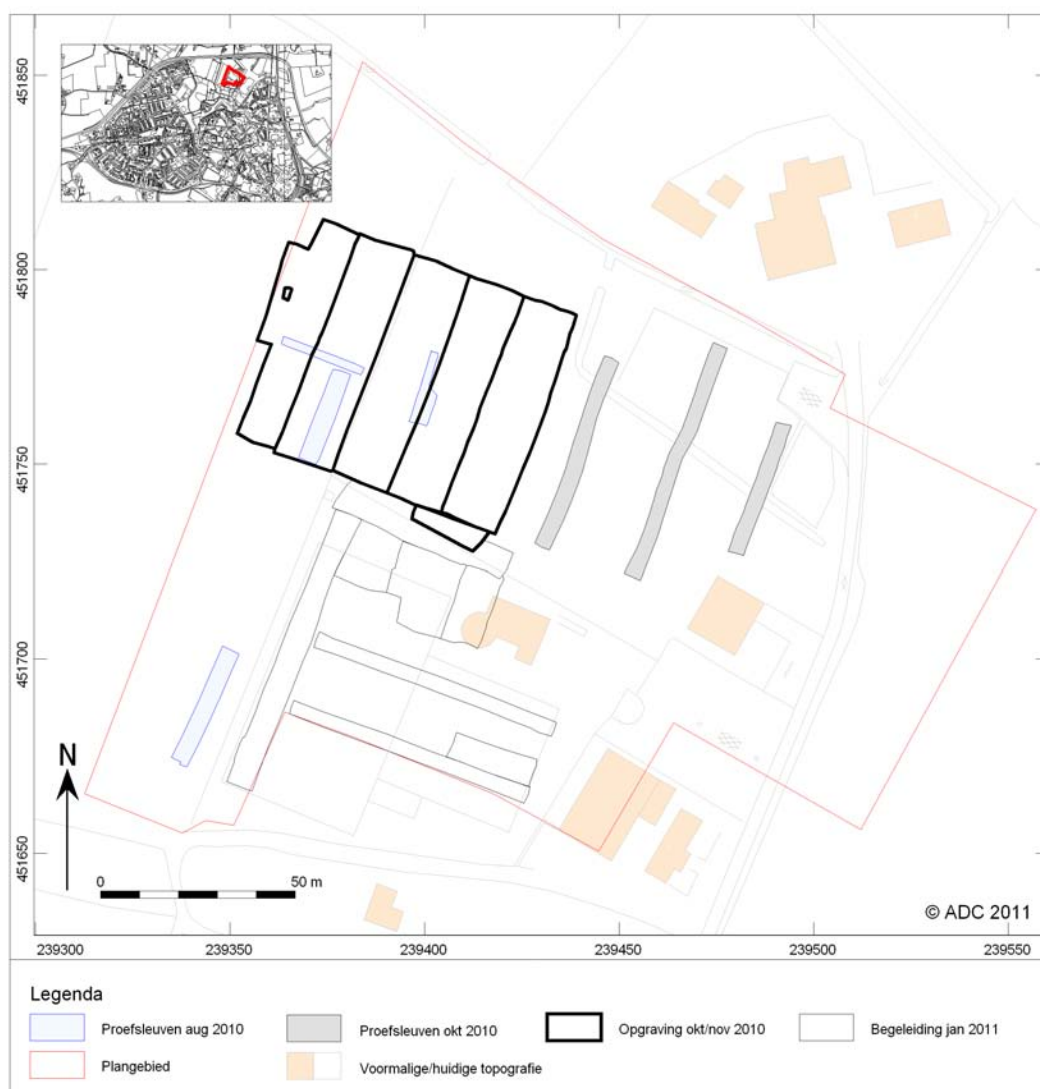 451850
451800
451750
451700
451650
N
0 50 m
© ADC 2011
239300 239350 239400 239450 239500 239550
Legenda
Proefsleuven aug 2010 Proefsleuven okt 2010 Opgraving okt/nov 2010 Begeleiding jan 2011
Plangebied Voormalige/huidige topografie